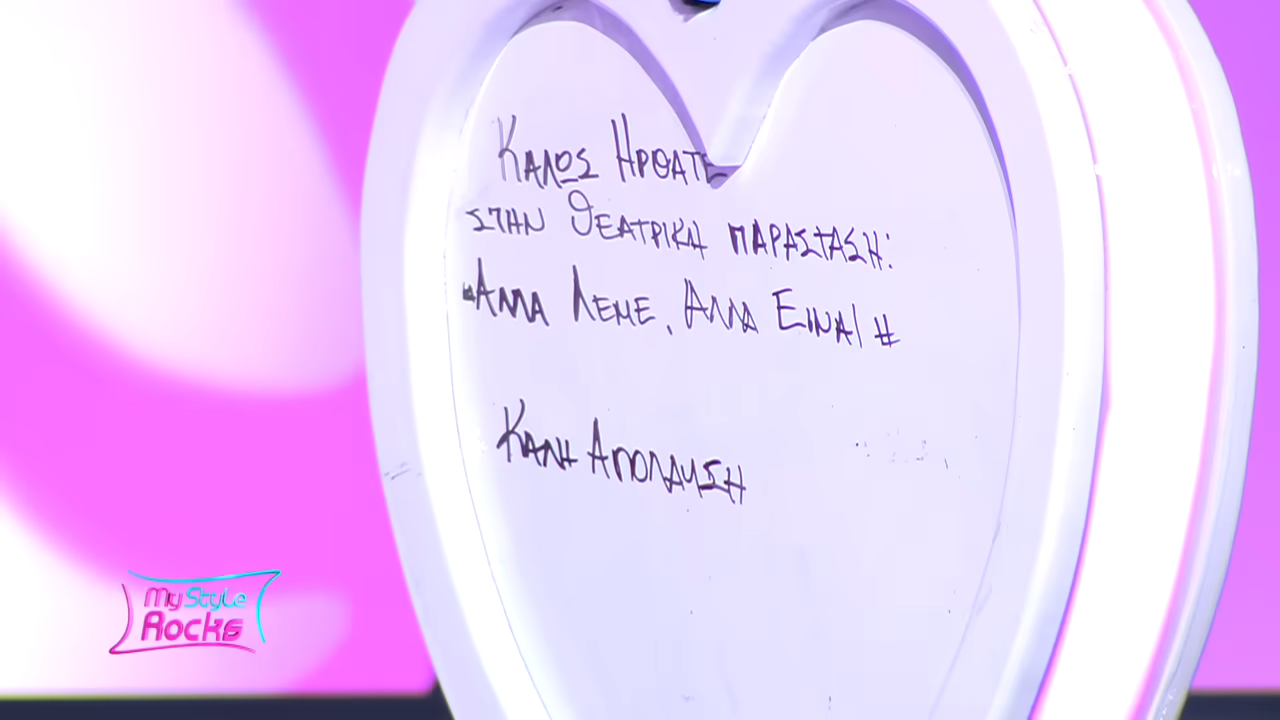 ΚΑΛΩΣ ΗΡΘΑΤΕ
ΣΤΗΝ ΘΕΑΤΡΙΚΗ ΠΑΡΑΣΤΑΣΗ:
"ΑΛΛΑ ΛΕΜΕ, ΑΛΛΑ ΕΙΝΑΙ"
ΚΑΛΗ ΑΠΟΛΑΥΣΗ
My Style
Rocks